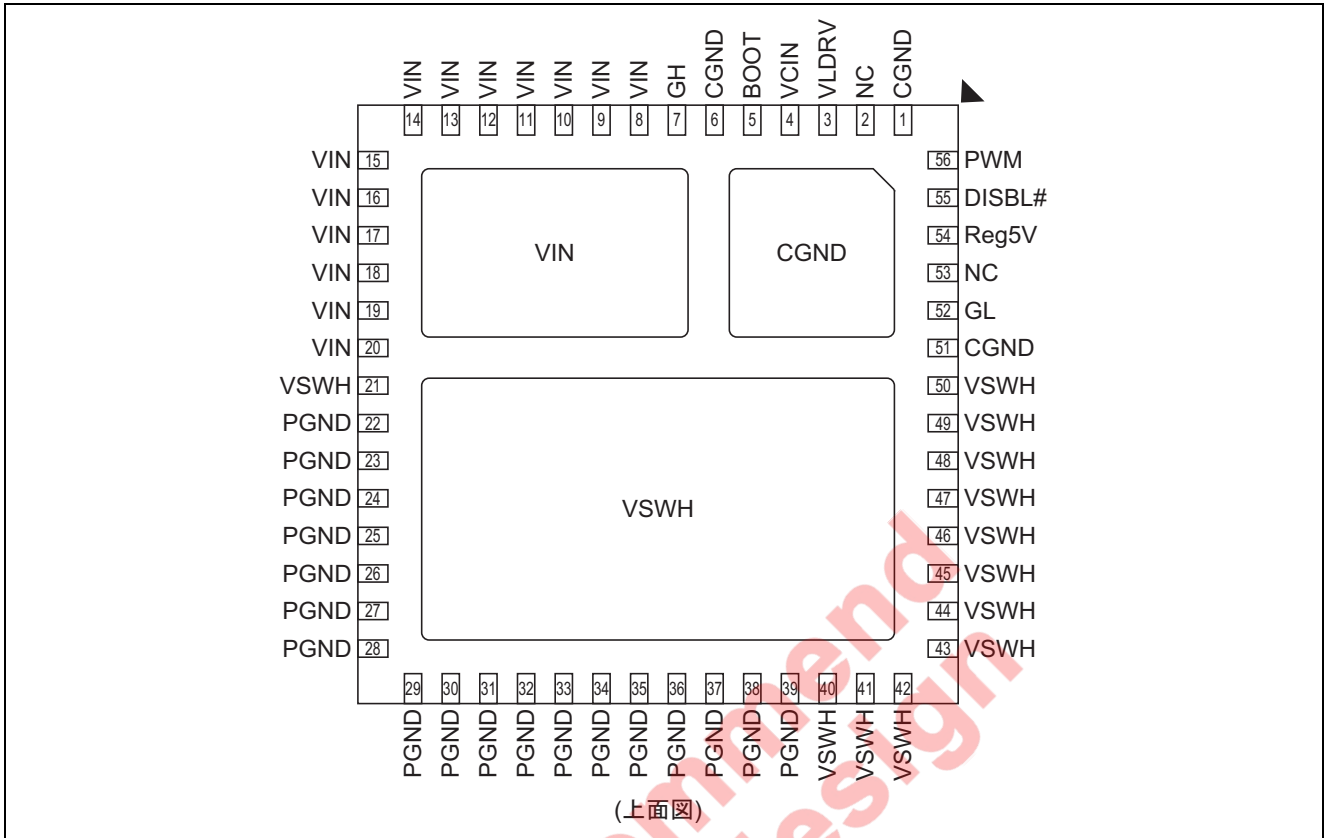 VIN VIN VIN VIN VIN VIN VIN GH CGND BOOT VCIN VLDRV NC CGND
14 13 12 11 10 9 8 7 6 5 4 3 2 1
VIN 15
VIN 16
VIN 17
VIN 18
VIN 19
VIN 20
VSWH 21
PGND 22
PGND 23
PGND 24
PGND 25
PGND 26
PGND 27
PGND 28
VIN
CGND
VSWH
56 PWM
55 DISBL#
54 Reg5V
53 NC
52 GL
51 CGND
50 VSWH
49 VSWH
48 VSWH
47 VSWH
46 VSWH
45 VSWH
44 VSWH
43 VSWH
29 30 31 32 33 34 35 36 37 38 39 40 41 42
PGND PGND PGND PGND PGND PGND PGND PGND PGND PGND PGND VSWH VSWH VSWH
(上面図)